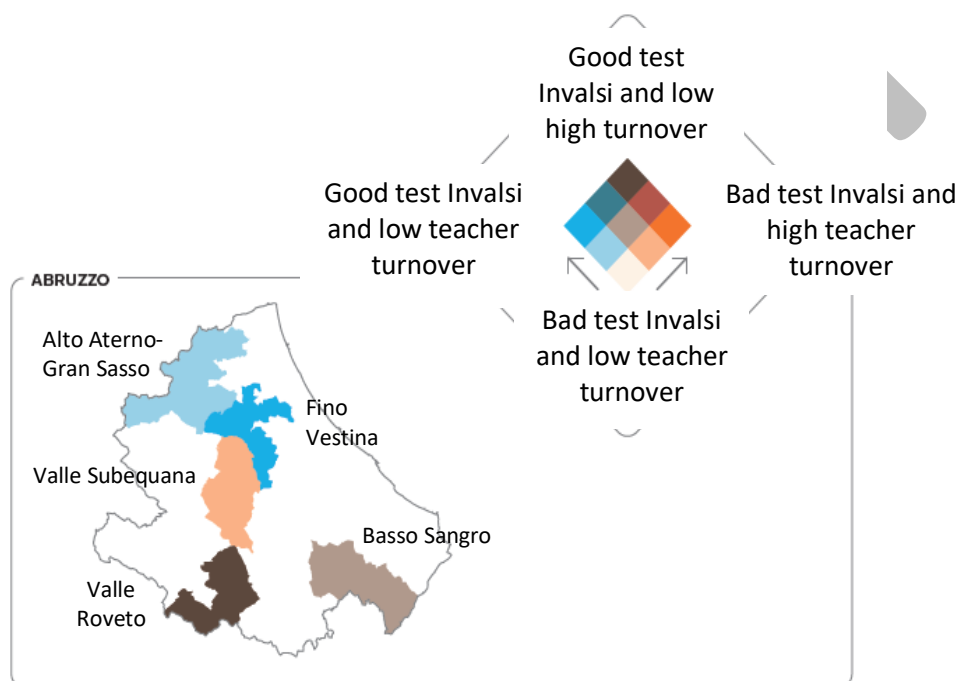 Good test
Invalsi and low
high turnover
Good test Invalsi
and low teacher
turnover
Bad test Invalsi and
high teacher
turnover
Bad test Invalsi
and low teacher
turnover
ABRUZZO
Alto Aterno-
Gran Sasso
Fino
Vestina
Valle Subequana
Basso Sangro
Valle
Roveto